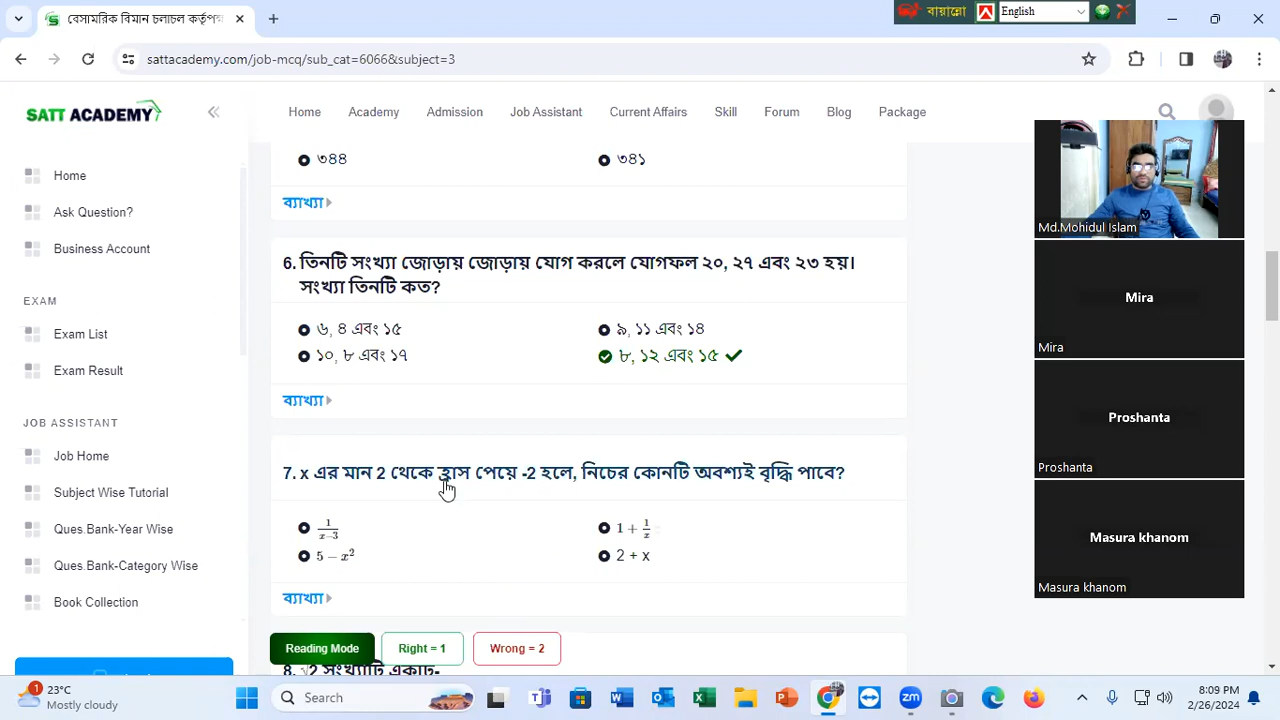 বেসামরিক বিমান চলাচল কর্তৃপক্ষ
বায়ান্নো
English
sattacademy.com/job-mcq/sub_cat=6066&subject=3
SATT ACADEMY
Home
Academy
Admission
Job Assistant
Current Affairs
Skill
Forum
Blog
Package
Home
Ask Question?
Business Account
EXAM
Exam List
Exam Result
JOB ASSISTANT
Job Home
Subject Wise Tutorial
Ques.Bank-Year Wise
Ques.Bank-Category Wise
Book Collection
৩৪৪
৩৪১
ব্যাখ্যা
6. তিনটি সংখ্যা জোড়ায় জোড়ায় যোগ করলে যোগফল ২০, ২৭ এবং ২৩ হয়।
সংখ্যা তিনটি কত?
৬, ৪ এবং ১৫
৯, ১১ এবং ১৪
১০, ৮ এবং ১৭
৮, ১২ এবং ১৫
ব্যাখ্যা
7. x এর মান 2 থেকে হ্রাস পেয়ে -2 হলে, নিচের কোনটি অবশ্যই বৃদ্ধি পাবে?
1/(x−3)
1 + 1/x
5 − x²
2 + x
ব্যাখ্যা
Reading Mode
Right = 1
Wrong = 2
8. √2 সংখ্যাটি একটি-
Md.Mohidul Islam
Mira
Mira
Proshanta
Proshanta
Masura khanom
Masura khanom
1
23°C
Mostly cloudy
Search
8:09 PM
2/26/2024